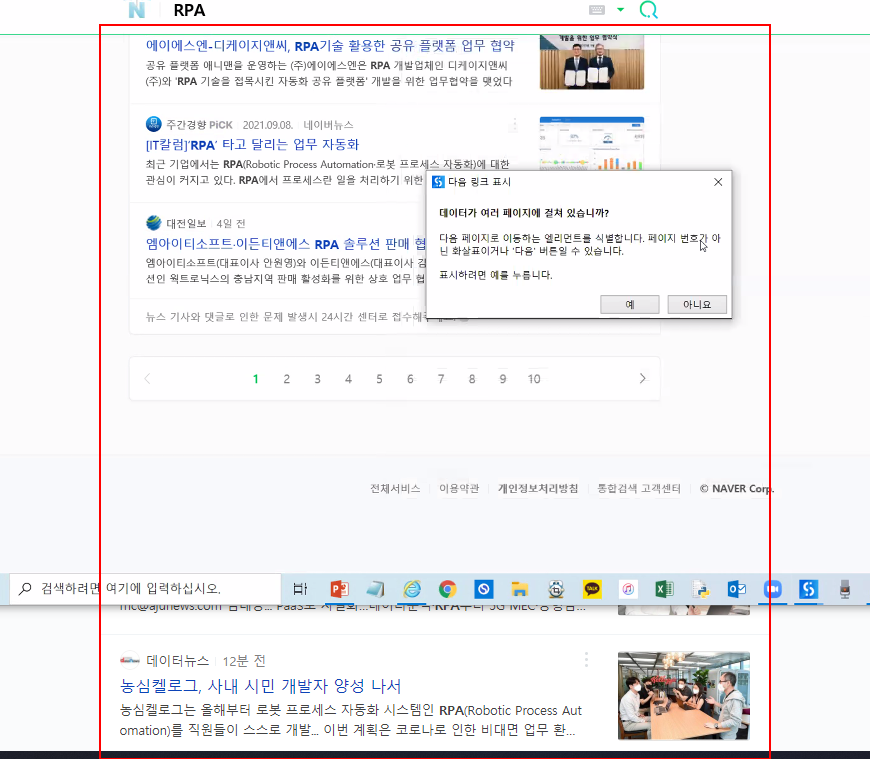 N RPA
에이에스엔-디케이지앤씨, RPA기술 활용한 공유 플랫폼 업무 협약
공유 플랫폼 애니맨을 운영하는 (주)에이에스엔은 RPA 개발업체인 디케이지앤씨
(주)와 'RPA 기술을 접목시킨 자동화 공유 플랫폼' 개발을 위한 업무협약을 맺었다
주간경향 PiCK 2021.09.08. 네이버뉴스
[IT칼럼]'RPA' 타고 달리는 업무 자동화
최근 기업에서는 RPA(Robotic Process Automation·로봇 프로세스 자동화)에 대한
관심이 커지고 있다. RPA에서 프로세스란 일을 처리하기 위한
대전일보 4일 전
엠아이티소프트·이든티앤에스 RPA 솔루션 판매 협
엠아이티소프트(대표이사 안원영)와 이든티앤에스(대표이사 김
션인 웍트로닉스의 충남지역 판매 활성화를 위한 상호 업무 협
뉴스 기사와 댓글로 인한 문제 발생시 24시간 센터로 접수해
다음 링크 표시
데이터가 여러 페이지에 걸쳐 있습니까?
다음 페이지로 이동하는 엘리먼트를 식별합니다. 페이지 번호가 아
닌 화살표이거나 '다음' 버튼일 수 있습니다.
표시하려면 예를 누릅니다.
예 아니요
1 2 3 4 5 6 7 8 9 10
전체서비스 이용약관 개인정보처리방침 통합검색 고객센터 © NAVER Corp.
검색하려면 여기에 입력하십시오.
데이터뉴스 12분 전
농심켈로그, 사내 시민 개발자 양성 나서
농심켈로그는 올해부터 로봇 프로세스 자동화 시스템인 RPA(Robotic Process Aut
omation)를 직원들이 스스로 개발... 이번 계획은 코로나로 인한 비대면 업무 환...